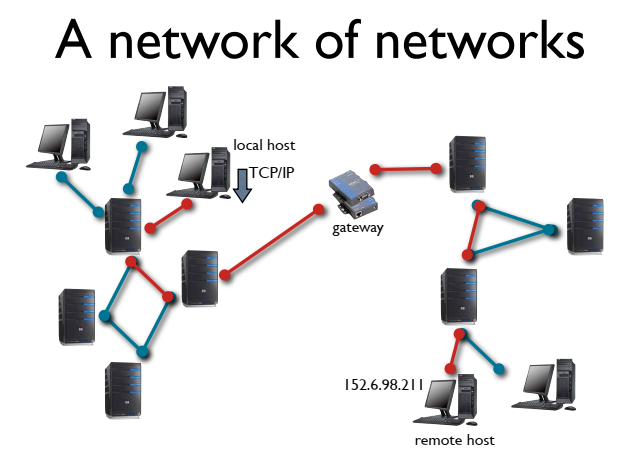 A network of networks
local host
TCP/IP
gateway
152.6.98.211
remote host